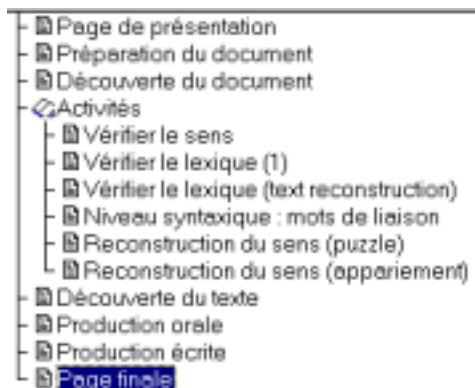 Page de présentation
Préparation du document
Découverte du document
Activités
Vérifier le sens
Vérifier le lexique (1)
Vérifier le lexique (text reconstruction)
Niveau syntaxique : mots de liaison
Reconstruction du sens (puzzle)
Reconstruction du sens (appariement)
Découverte du texte
Production orale
Production écrite
Page finale